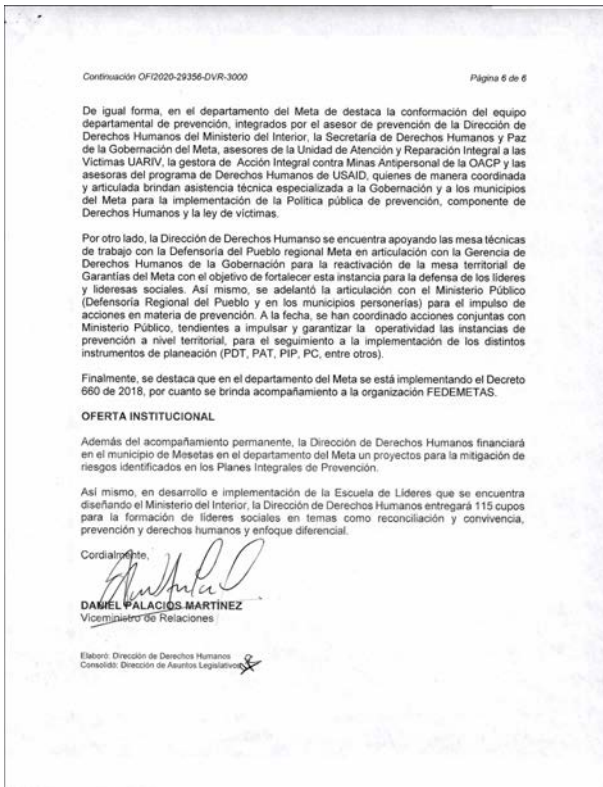 Continuación OFI2020-29356-DVR-3000 Página 6 de 6
De igual forma, en el departamento del Meta de destaca la conformación del equipo
departamental de prevención, integrados por el asesor de prevención de la Dirección de
Derechos Humanos del Ministerio del Interior, la Secretaría de Derechos Humanos y Paz
de la Gobernación del Meta, asesores de la Unidad de Atención y Reparación Integral a las
Víctimas UARIV, la gestora de Acción Integral contra Minas Antipersonal de la OACP y las
asesoras del programa de Derechos Humanos de USAID, quienes de manera coordinada
y articulada brindan asistencia técnica especializada a la Gobernación y a los municipios
del Meta para la implementación de la Política pública de prevención, componente de
Derechos Humanos y la ley de víctimas.
Por otro lado, la Dirección de Derechos Humanso se encuentra apoyando las mesa técnicas
de trabajo con la Defensoría del Pueblo regional Meta en articulación con la Gerencia de
Derechos Humanos de la Gobernación para la reactivación de la mesa territorial de
Garantías del Meta con el objetivo de fortalecer esta instancia para la defensa de los líderes
y lideresas sociales. Así mismo, se adelantó la articulación con el Ministerio Público
(Defensoría Regional del Pueblo y en los municipios personerías) para el impulso de
acciones en materia de prevención. A la fecha, se han coordinado acciones conjuntas con
Ministerio Público, tendientes a impulsar y garantizar la operatividad las instancias de
prevención a nivel territorial, para el seguimiento a la implementación de los distintos
instrumentos de planeación (PDT, PAT, PIP, PC, entre otros).
Finalmente, se destaca que en el departamento del Meta se está implementando el Decreto
660 de 2018, por cuanto se brinda acompañamiento a la organización FEDEMETAS.
OFERTA INSTITUCIONAL
Además del acompañamiento permanente, la Dirección de Derechos Humanos financiará
en el municipio de Mesetas en el departamento del Meta un proyectos para la mitigación de
riesgos identificados en los Planes Integrales de Prevención.
Así mismo, en desarrollo e implementación de la Escuela de Líderes que se encuentra
diseñando el Ministerio del Interior, la Dirección de Derechos Humanos entregará 115 cupos
para la formación de líderes sociales en temas como reconciliación y convivencia,
prevención y derechos humanos y enfoque diferencial.
Cordialmente,
DANIEL PALACIOS MARTÍNEZ
Viceministro de Relaciones
Elaboró: Dirección de Derechos Humanos
Consolidó: Dirección de Asuntos Legislativos